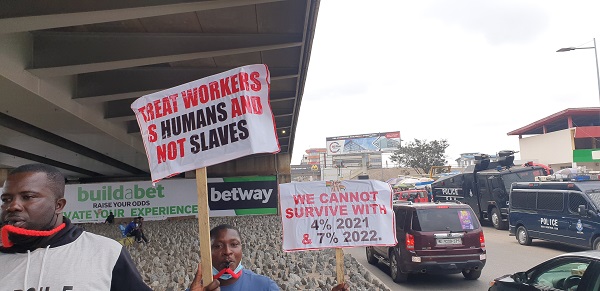 TREAT WORKERS
AS HUMANS AND
NOT SLAVES
WE CANNOT
SURVIVE WITH
4% 2021
& 7% 2022.
buildabet
RAISE YOUR ODDS
UR EXPERIENCE
betway
POLICE
POLICE